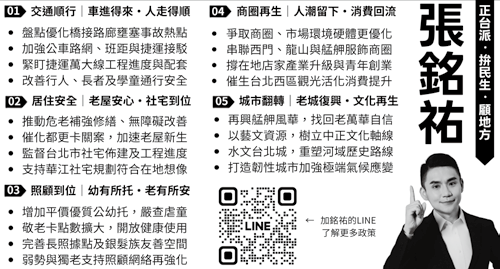 01 交通順行｜車進得來・人走得順
盤點優化橋接路廊壅塞事故熱點
加強公車路網、班距與捷運接駁
緊盯捷運萬大線工程進度與配套
改善行人、長者及學童通行安全
02 居住安全｜老屋安心・社宅到位
推動危老補強修繕、無障礙改善
催化都更卡關案，加速老屋新生
監督台北市社宅佈建及工程進度
支持華江社宅規劃符合在地想像
03 照顧到位｜幼有所托・老有所安
增加平價優質公幼托，嚴查虐童
敬老卡點數擴大，開放健康使用
完善長照據點及銀髮族友善空間
弱勢與獨老支持照顧網絡再強化
04 商圈再生｜人潮留下・消費回流
爭取商圈、市場環境硬體更優化
串聯西門、龍山與艋舺服飾商圈
撐在地店家產業升級與青年創業
催生台北西區觀光活化消費提升
05 城市翻轉｜老城復興・文化再生
再興艋舺風華，找回老萬華自信
以藝文資源，樹立中正文化軸線
水文台北城，重塑河域歷史路線
打造韌性城市加強極端氣候應變
LINE
← 加銘祐的LINE
了解更多政策
張銘祐
正台派・拚民生・顧地方